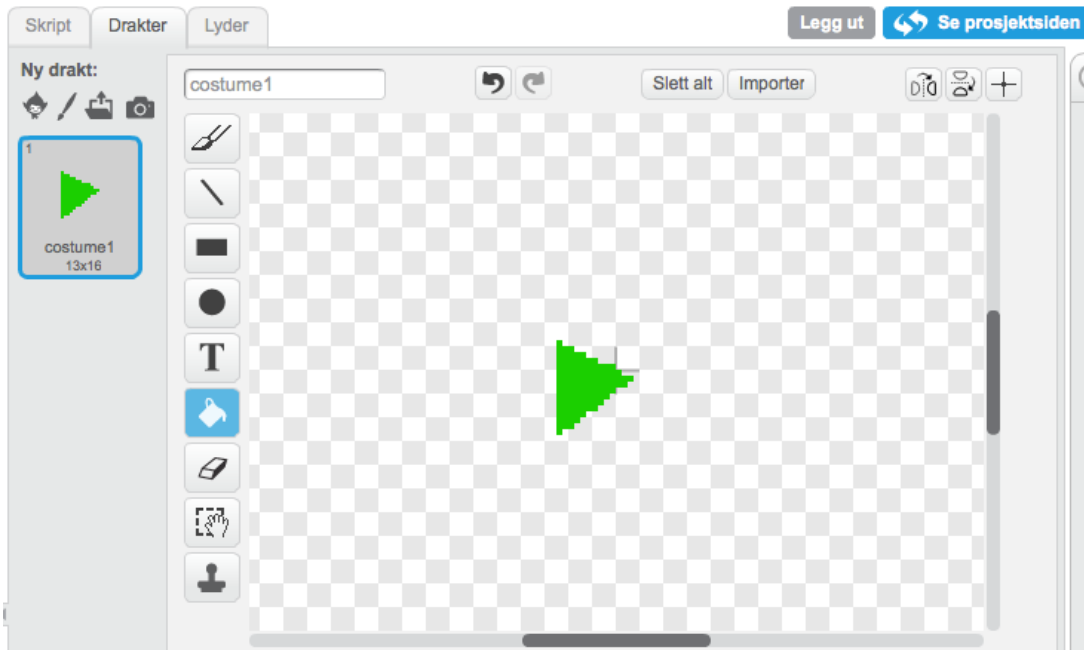 Skript Drakter Lyder Legg ut Se prosjektsiden
Ny drakt:
costume1 Slett alt Importer
1
T
costume1
13x16